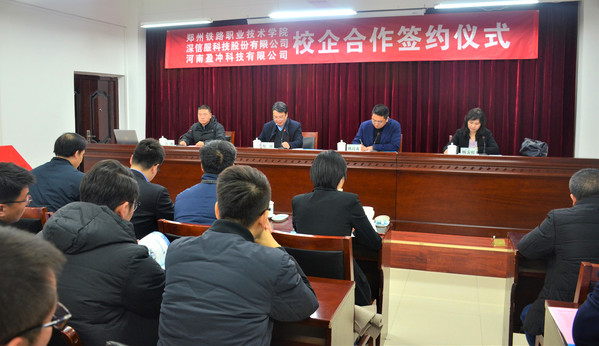 郑州铁路职业技术学院
深信服科技股份有限公司
河南盈冲科技有限公司
校企合作签约仪式